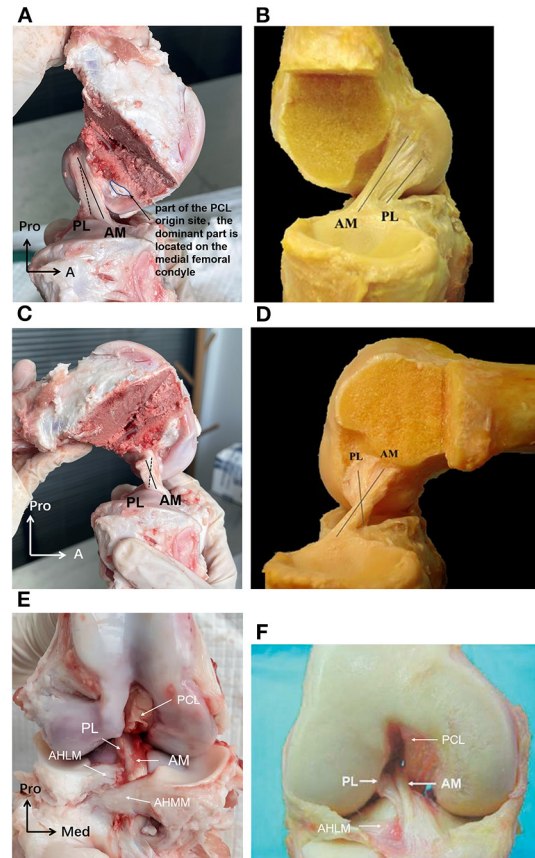 A
B
part of the PCL
origin site, the
dominant part is
located on the
medial femoral
condyle
Pro
A
PL
AM
AM
PL
C
D
Pro
A
PL
AM
PL
AM
E
F
PCL
PL
AM
AHLM
AHMM
Pro
Med
PCL
PL
AM
AHLM